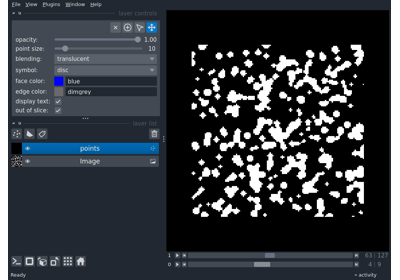 File View Plugins Window Help
layer controls
opacity: 1.00
point size: 10
blending: translucent
symbol: disc
face color: blue
edge color: dimgrey
display text:
out of slice:
layer list
points
Image
1 63 / 127
0 4 / 9
Ready
activity